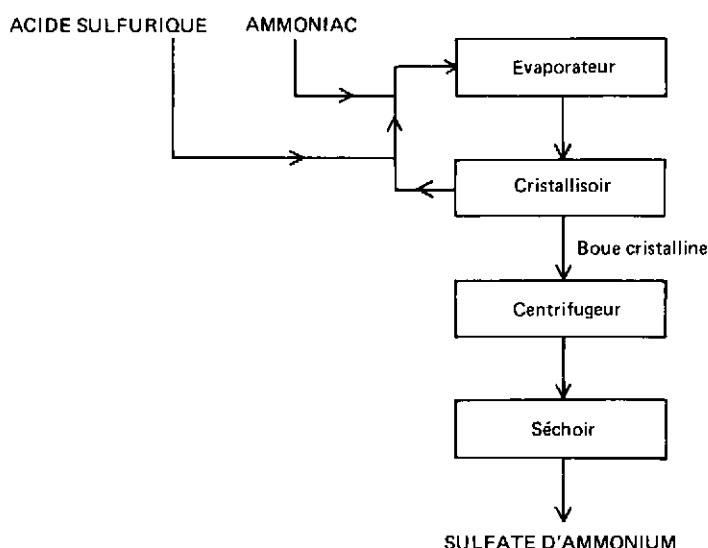 ACIDE SULFURIQUE
AMMONIAC
Evaporateur
Cristallisoir
Boue cristalline
Centrifugeur
Séchoir
SULFATE D'AMMONIUM